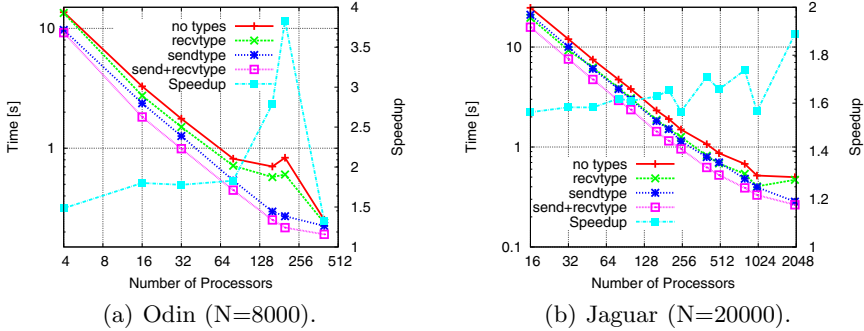 10
1
Time [s]
no types
recvtype
sendtype
send+recvtype
Speedup
4
3.5
3
2.5
2
1.5
1
Speedup
4 8 16 32 64 128 256 512
Number of Processors
(a) Odin (N=8000).
10
1
0.1
Time [s]
no types
recvtype
sendtype
send+recvtype
Speedup
2
1.8
1.6
1.4
1.2
1
Speedup
16 32 64 128 256 512 1024 2048
Number of Processors
(b) Jaguar (N=20000).